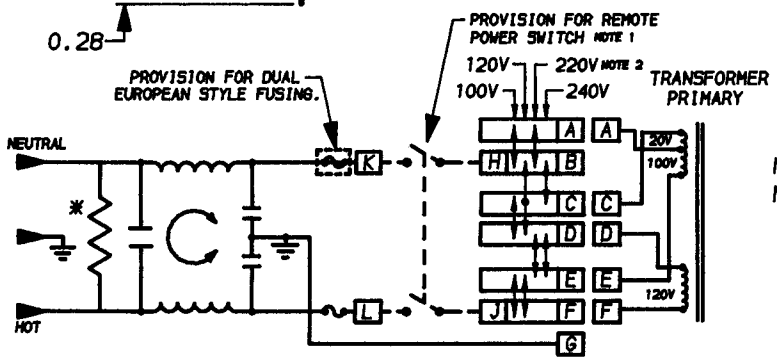 0.28
PROVISION FOR REMOTE
POWER SWITCH NOTE 1
PROVISION FOR DUAL
EUROPEAN STYLE FUSING.
120V
220V NOTE 2
100V
240V
TRANSFORMER
PRIMARY
NEUTRAL
K
H
A
A
B
20V
100V
*
C
C
D
D
E
E
120V
HOT
L
J
F
F
G